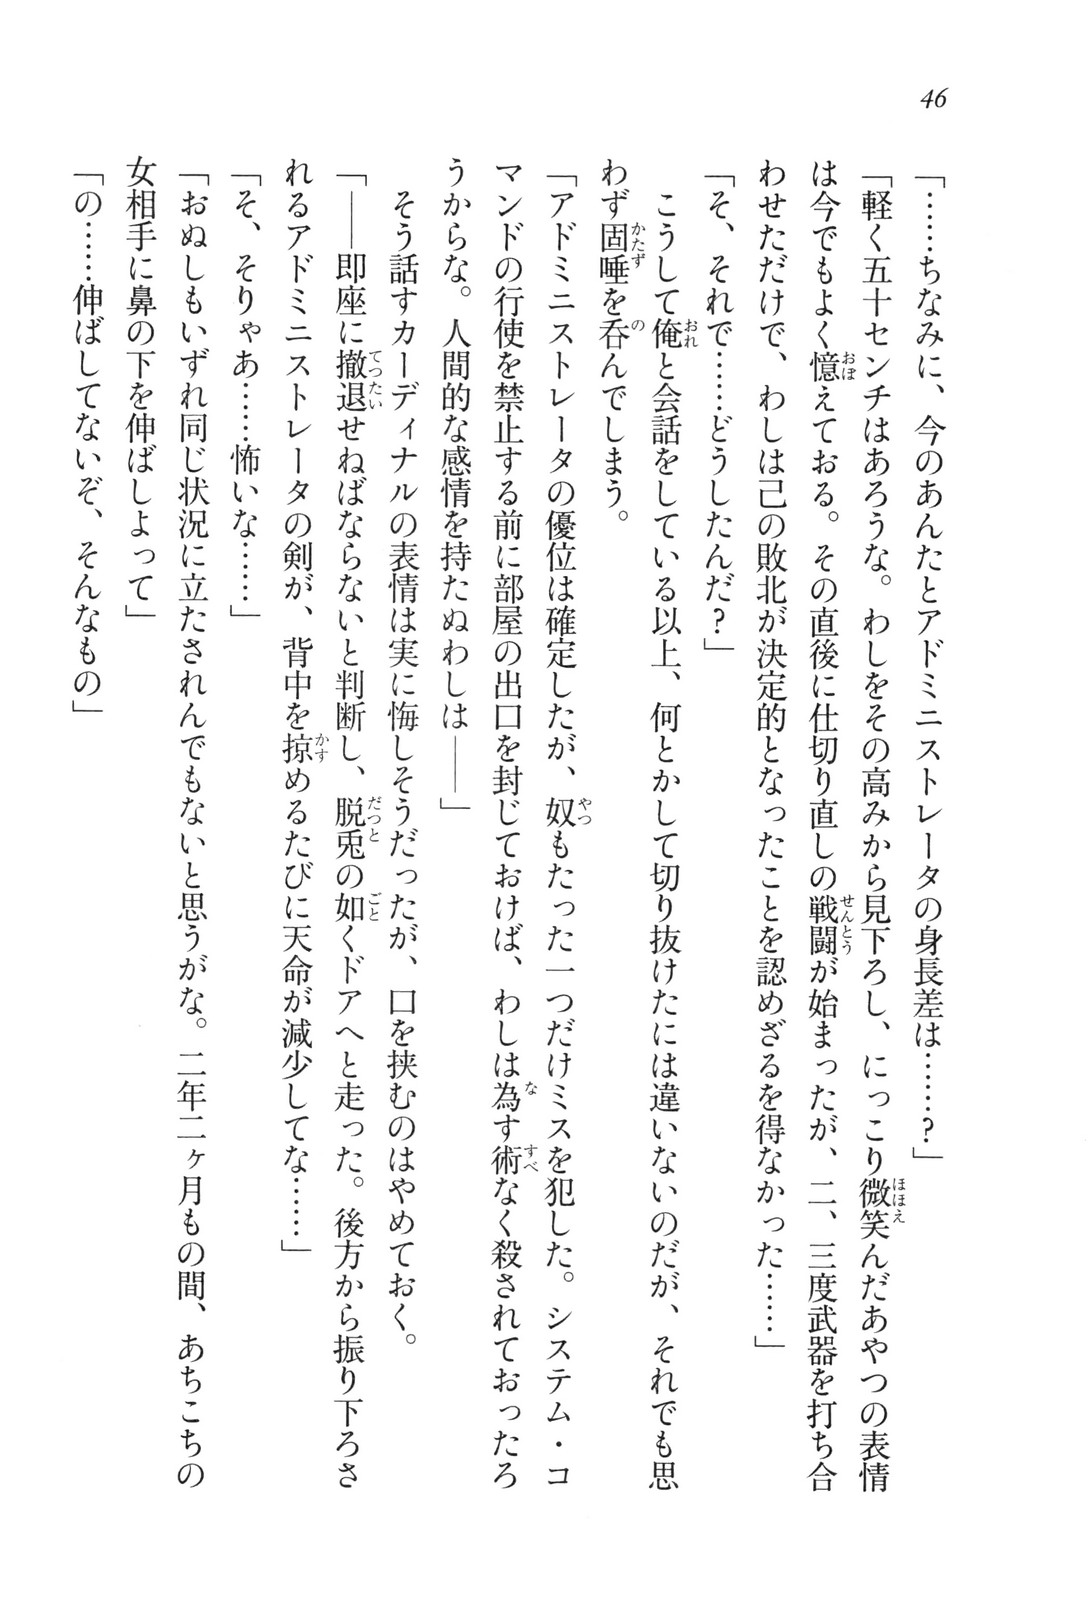 46
「……ちなみに、今のあんたとアドミニストレータの身長差は……?」
「軽く五十センチはあろうな。わしをその高みから見下ろし、にっこり微笑んだあやつの表情
は今でもよく憶えておる。その直後に仕切り直しの戦闘が始まったが、二、三度武器を打ち合
わせただけで、わしは己の敗北が決定的となったことを認めざるを得なかった……」
「そ、それで……どうしたんだ?」
　こうして俺と会話をしている以上、何とかして切り抜けたには違いないのだが、それでも思
わず固唾を呑んでしまう。
「アドミニストレータの優位は確定したが、奴もたった一つだけミスを犯した。システム・コ
マンドの行使を禁止する前に部屋の出口を封じておけば、わしは為す術なく殺されておったろ
うからな。人間的な感情を持たぬわしは――」
　そう話すカーディナルの表情は実に悔しそうだったが、口を挟むのはやめておく。
「――即座に撤退せねばならないと判断し、脱兎の如くドアへと走った。後方から振り下ろさ
れるアドミニストレータの剣が、背中を掠めるたびに天命が減少してな……」
「そ、そりゃあ……怖いな……」
「おぬしもいずれ同じ状況に立たされんでもないと思うがな。二年二ヶ月もの間、あちこちの
女相手に鼻の下を伸ばしよって」
「の……伸ばしてないぞ、そんなもの」